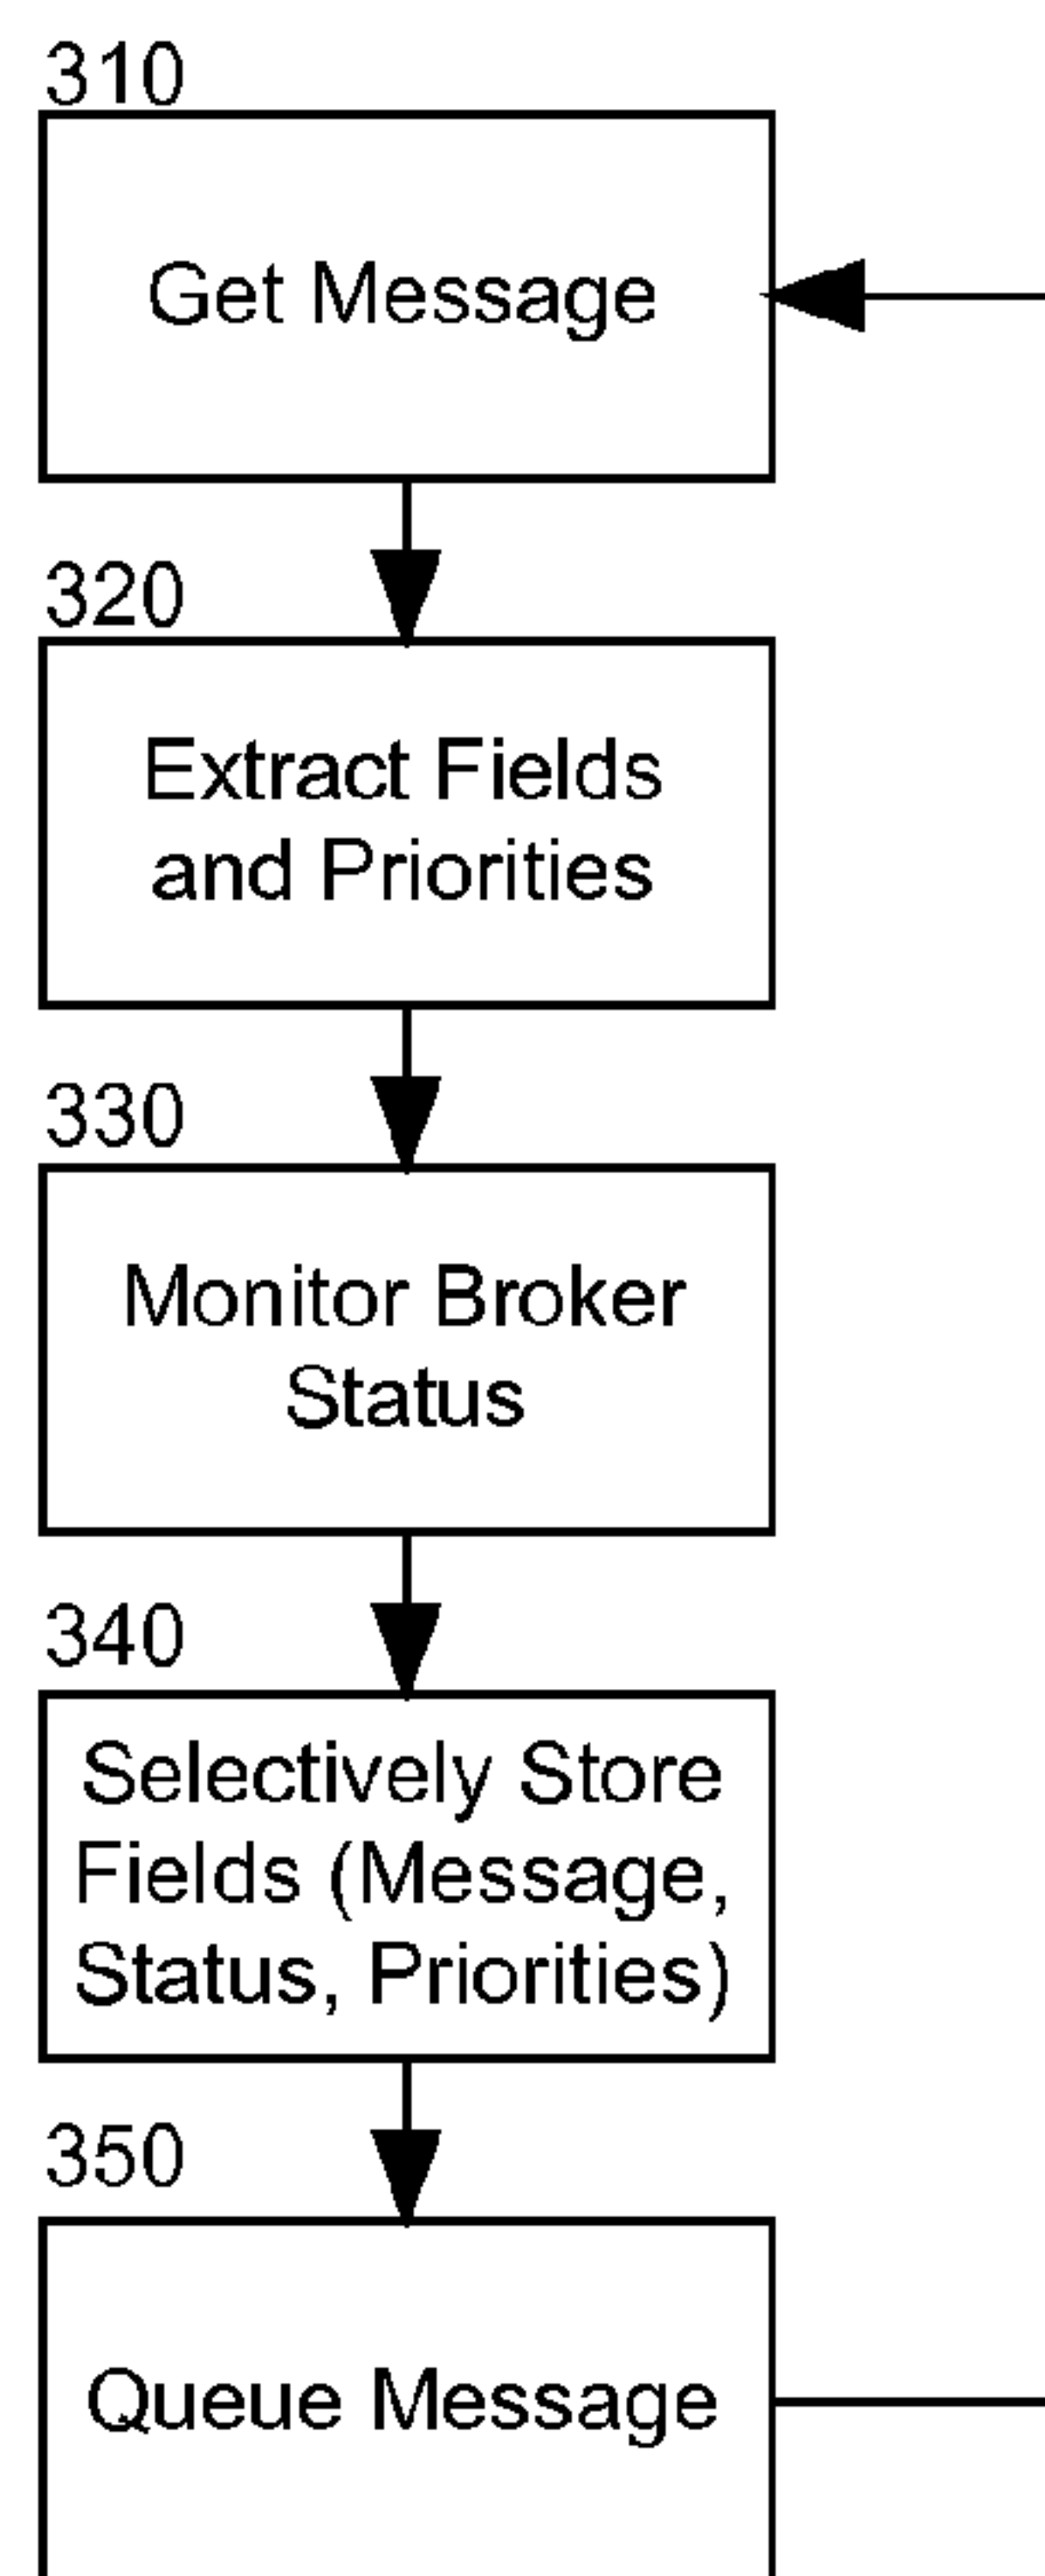 310
Get Message
320
Extract Fields
and Priorities
330
Monitor Broker
Status
340
Selectively Store
Fields (Message,
Status, Priorities)
350
Queue Message